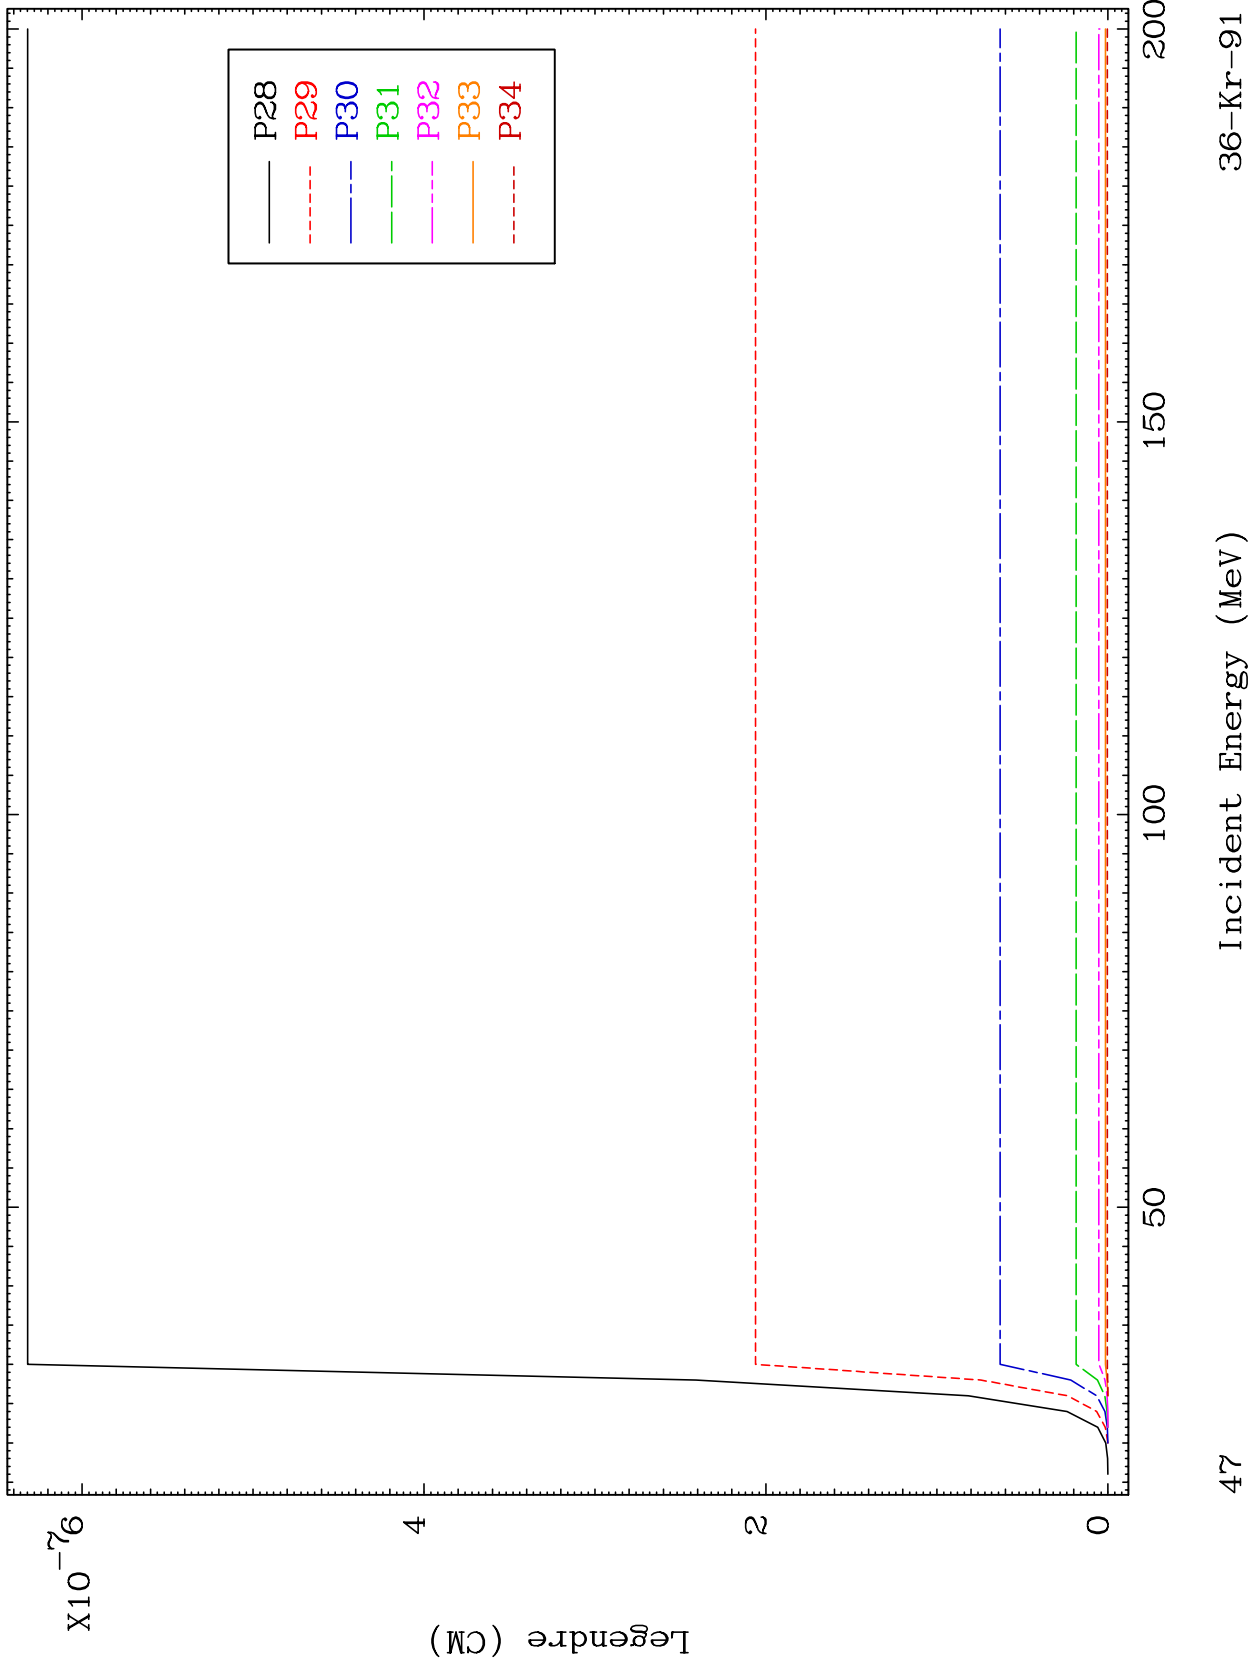 X10-7
6
4
2
0
Legendre (CM)
P28
P29
P30
P31
P32
P33
P34
50
100
150
200
Incident Energy (MeV)
47
36-Kr-91